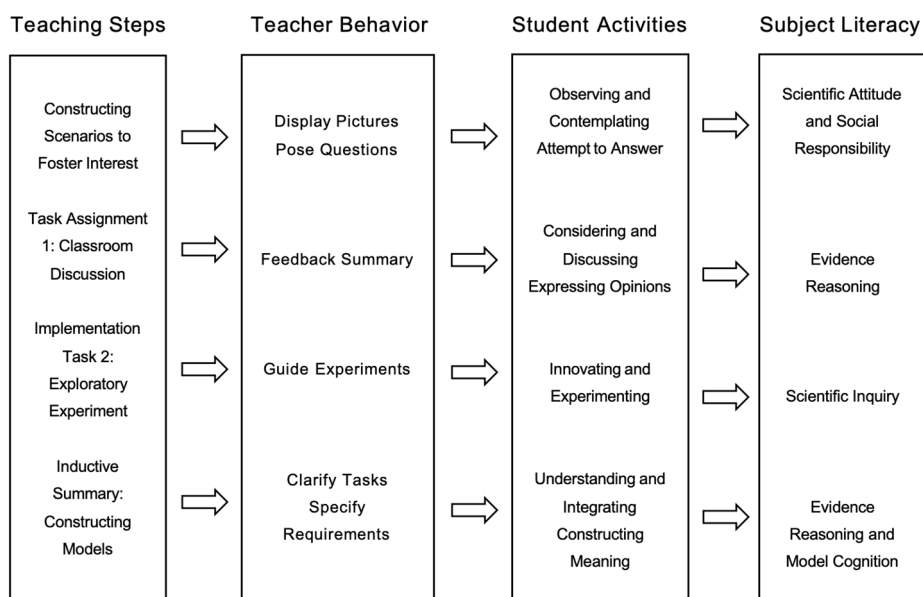 Teaching Steps
Teacher Behavior
Student Activities
Subject Literacy
Constructing
Scenarios to
Foster Interest
Display Pictures
Pose Questions
Observing and
Contemplating
Attempt to Answer
Scientific Attitude
and Social
Responsibility
Task Assignment
1: Classroom
Discussion
Feedback Summary
Considering and
Discussing
Expressing Opinions
Evidence
Reasoning
Implementation
Task 2:
Exploratory
Experiment
Guide Experiments
Innovating and
Experimenting
Scientific Inquiry
Inductive
Summary:
Constructing
Models
Clarify Tasks
Specify
Requirements
Understanding and
Integrating
Constructing
Meaning
Evidence
Reasoning and
Model Cognition